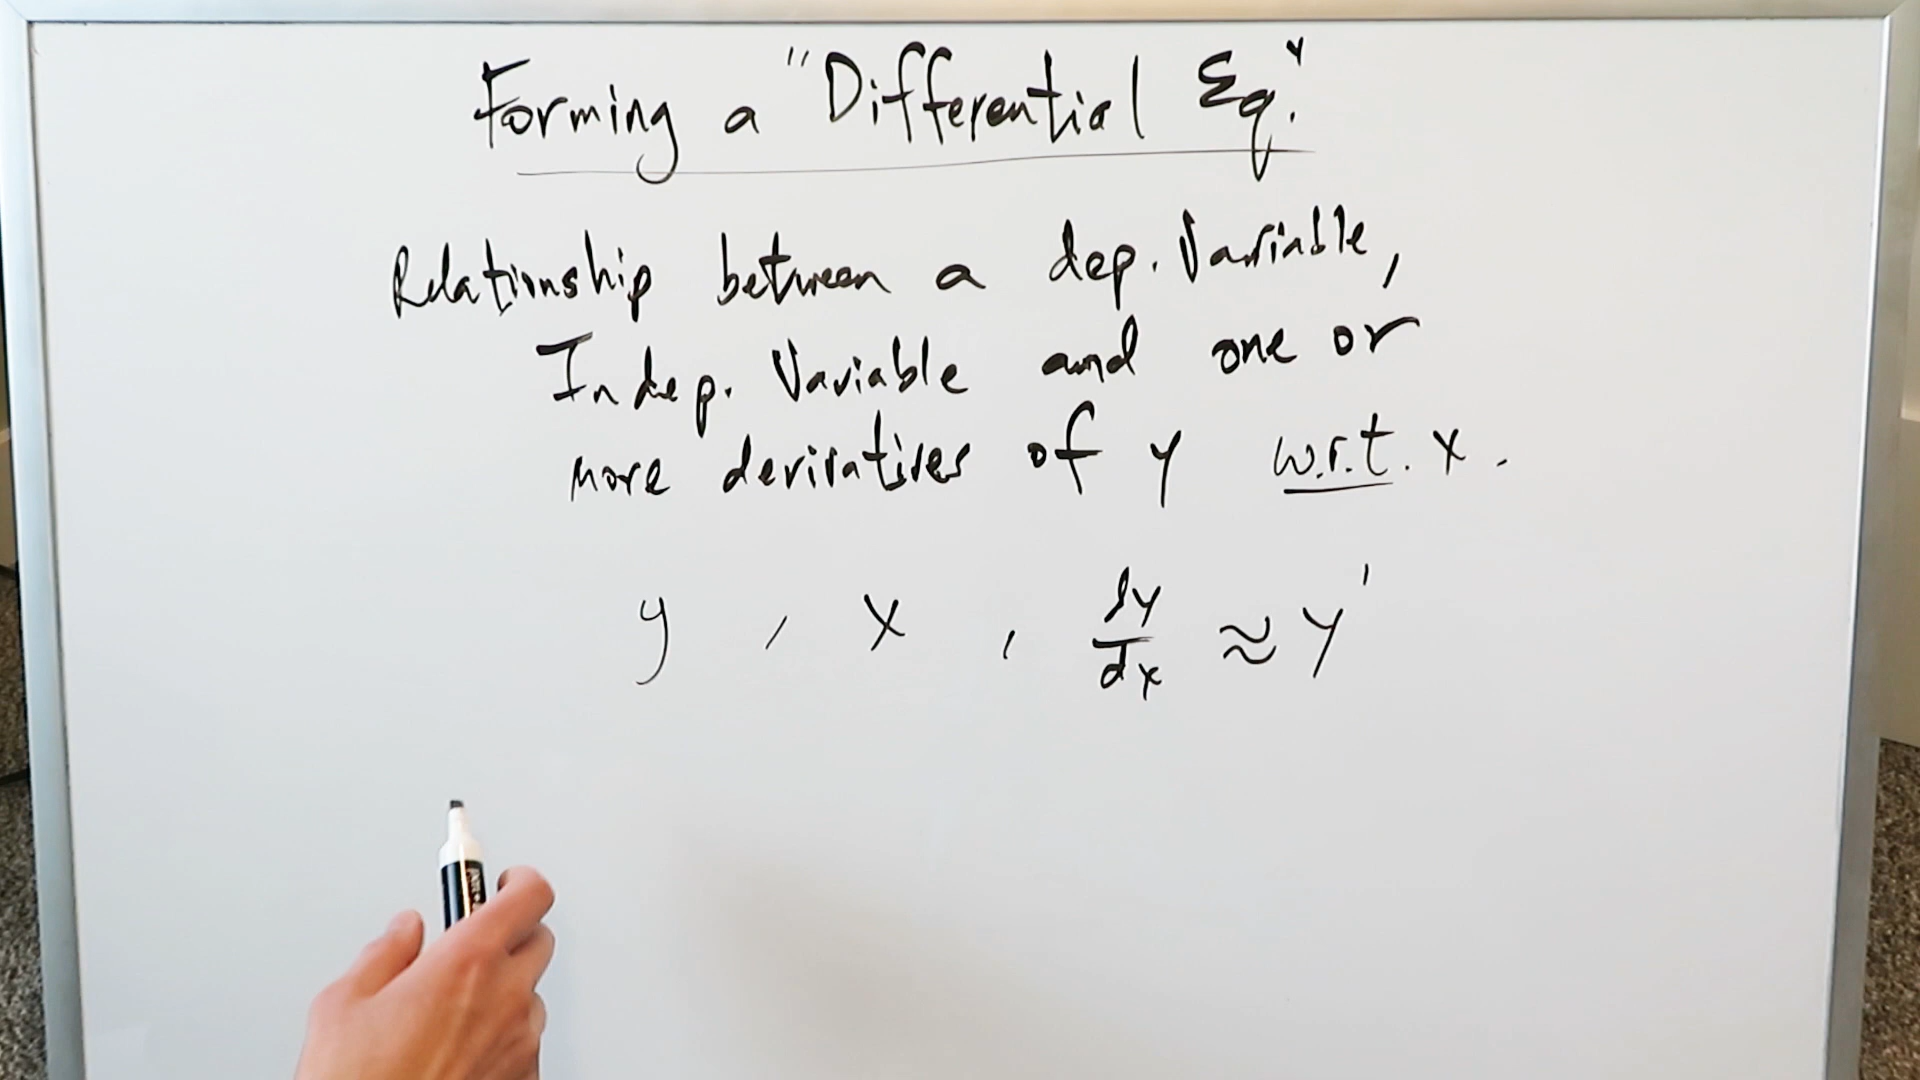 Forming a "Differential Eq."
Relationship between a dep. Variable,
Indep. Variable and one or
more derivatives of y w.r.t. x.
y , x , dy/dx ≈ y'